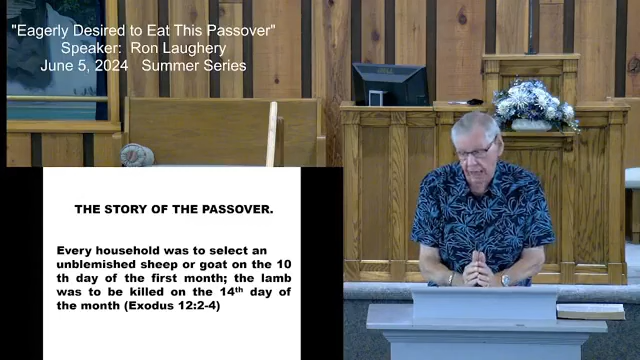 "Eagerly Desired to Eat This Passover"
Speaker:  Ron Laughery
June 5, 2024   Summer Series
THE STORY OF THE PASSOVER.
Every household was to select an
unblemished sheep or goat on the 10
th day of the first month; the lamb
was to be killed on the 14th day of
the month (Exodus 12:2-4)